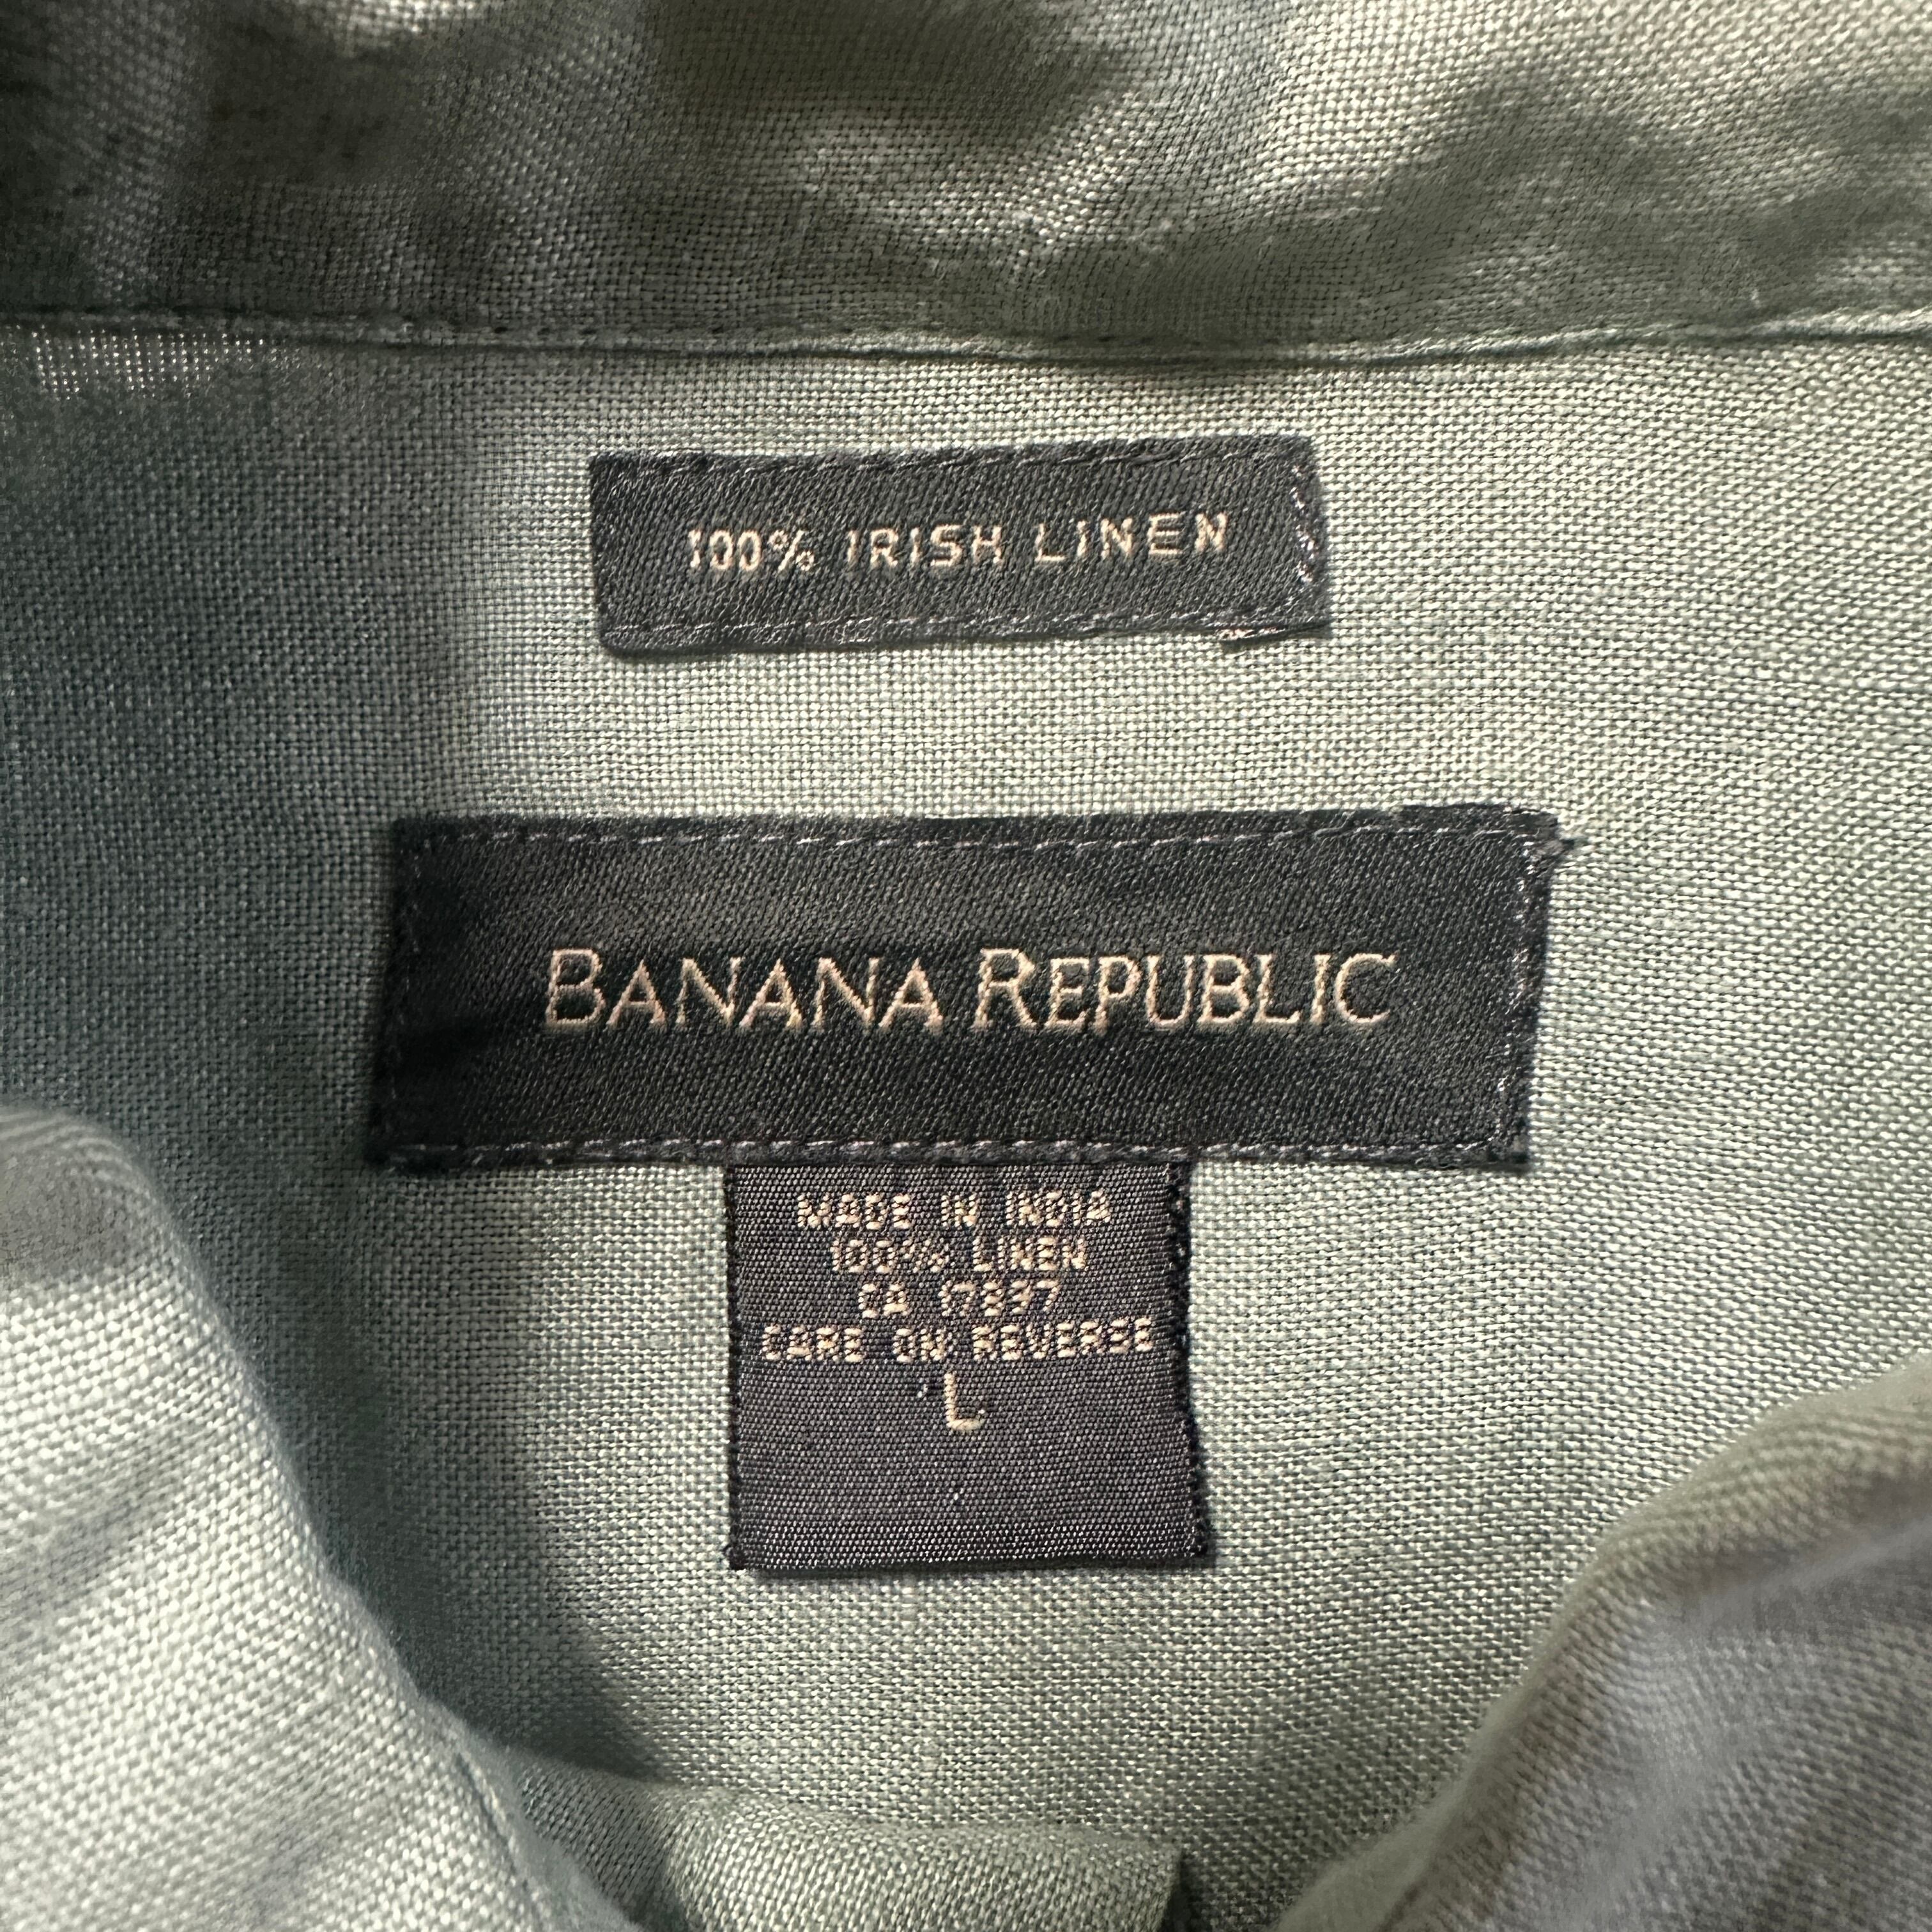 100% IRISH LINEN
BANANA REPUBLIC
MADE IN INDIA
100% LINEN
CA 17897
CARE ON REVERSE
L